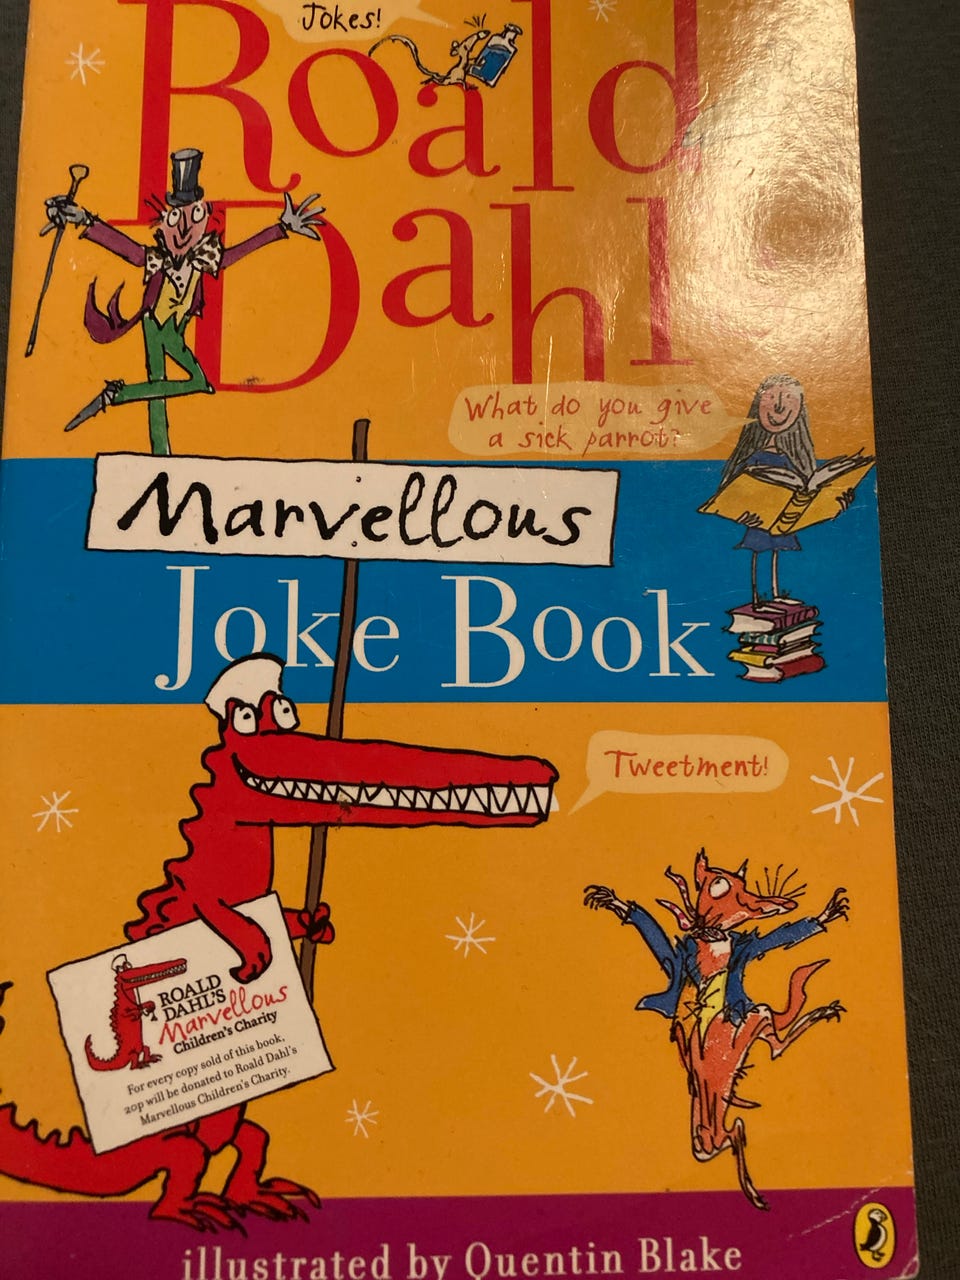 Jokes!
Roald
Dahl
What do you give
a sick parrot?
Marvellous
Joke Book
Tweetment!
ROALD
DAHL'S
Marvellous
Children's Charity
For every copy sold of this book,
20p will be donated to Roald Dahl's
Marvellous Children's Charity.
illustrated by Quentin Blake